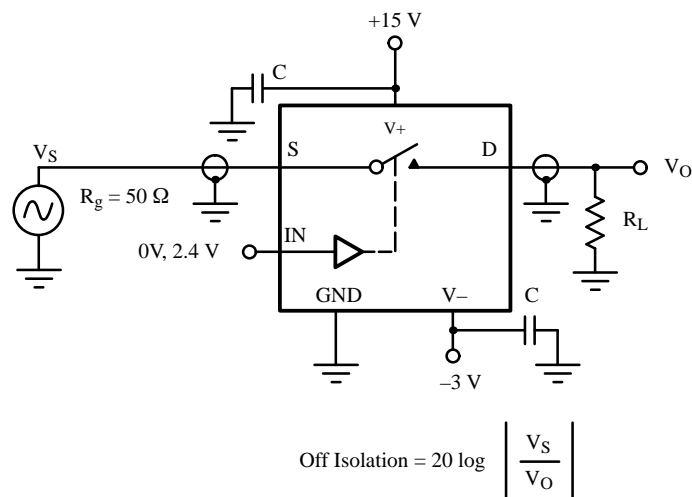 +15 V
C
V+
VS
S
D
VO
Rg = 50 Ω
RL
IN
0V, 2.4 V
GND
V–
C
–3 V
Off Isolation = 20 log | VS / VO |